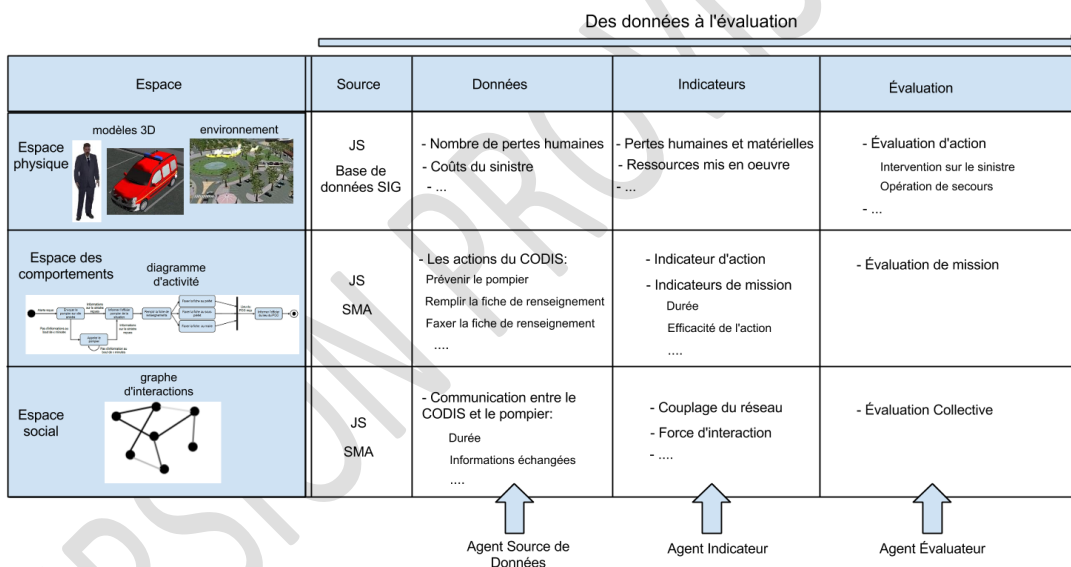 Des données à l'évaluation
Espace
Source
Données
Indicateurs
Évaluation
Espace
physique
modèles 3D
environnement
JS
Base de
données SIG
- Nombre de pertes humaines
- Coûts du sinistre
- ...
- Pertes humaines et matérielles
- Ressources mis en oeuvre
- ...
- Évaluation d'action
Intervention sur le sinistre
Opération de secours
- ...
Espace des
comportements
diagramme
d'activité
JS
SMA
- Les actions du CODIS:
Prévenir le pompier
Remplir la fiche de renseignement
Faxer la fiche de renseignement
....
- Indicateur d'action
- Indicateurs de mission
Durée
Efficacité de l'action
....
- Évaluation de mission
Espace
social
graphe
d'interactions
JS
SMA
- Communication entre le
CODIS et le pompier:
Durée
Informations échangées
....
- Couplage du réseau
- Force d'interaction
- ....
- Évaluation Collective
Agent Source de
Données
Agent Indicateur
Agent Évaluateur